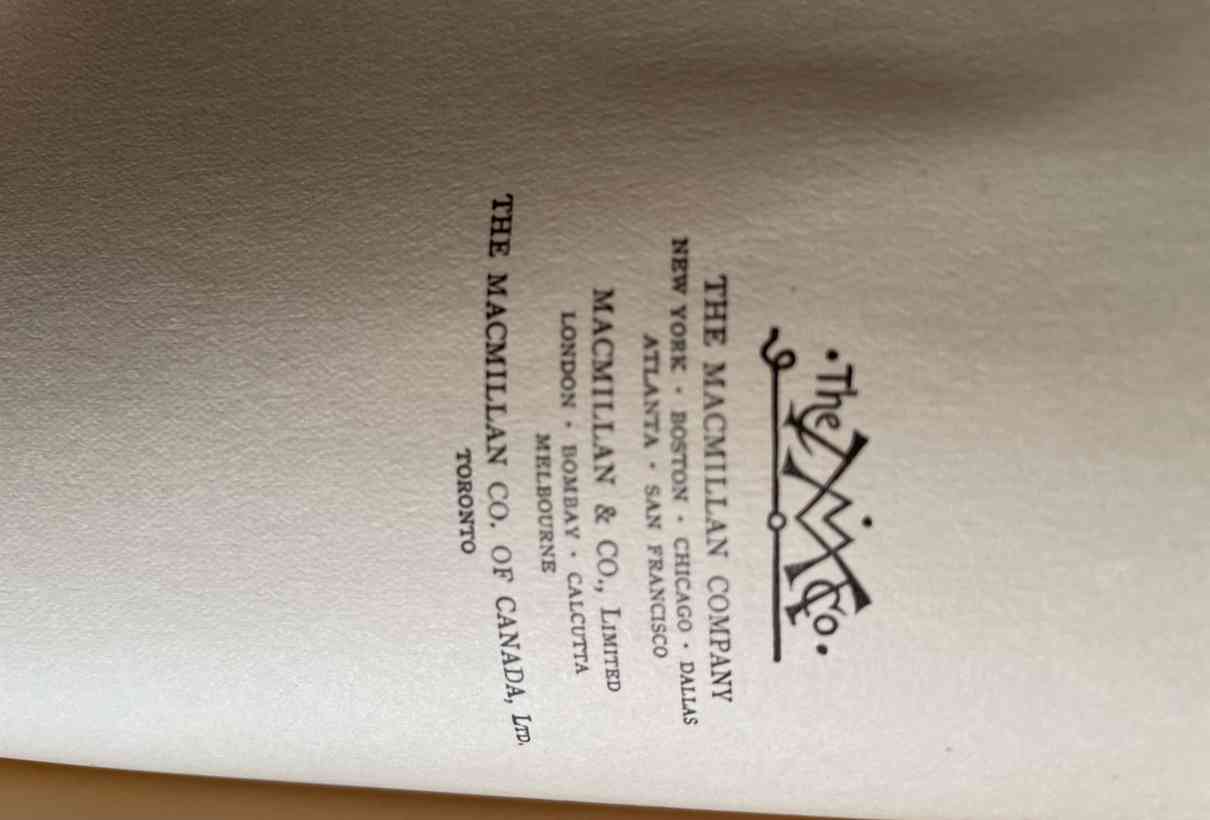 ·The MM Co·
THE MACMILLAN COMPANY
NEW YORK · BOSTON · CHICAGO · DALLAS
ATLANTA · SAN FRANCISCO
MACMILLAN & CO., LIMITED
LONDON · BOMBAY · CALCUTTA
MELBOURNE
THE MACMILLAN CO. OF CANADA, LTD.
TORONTO